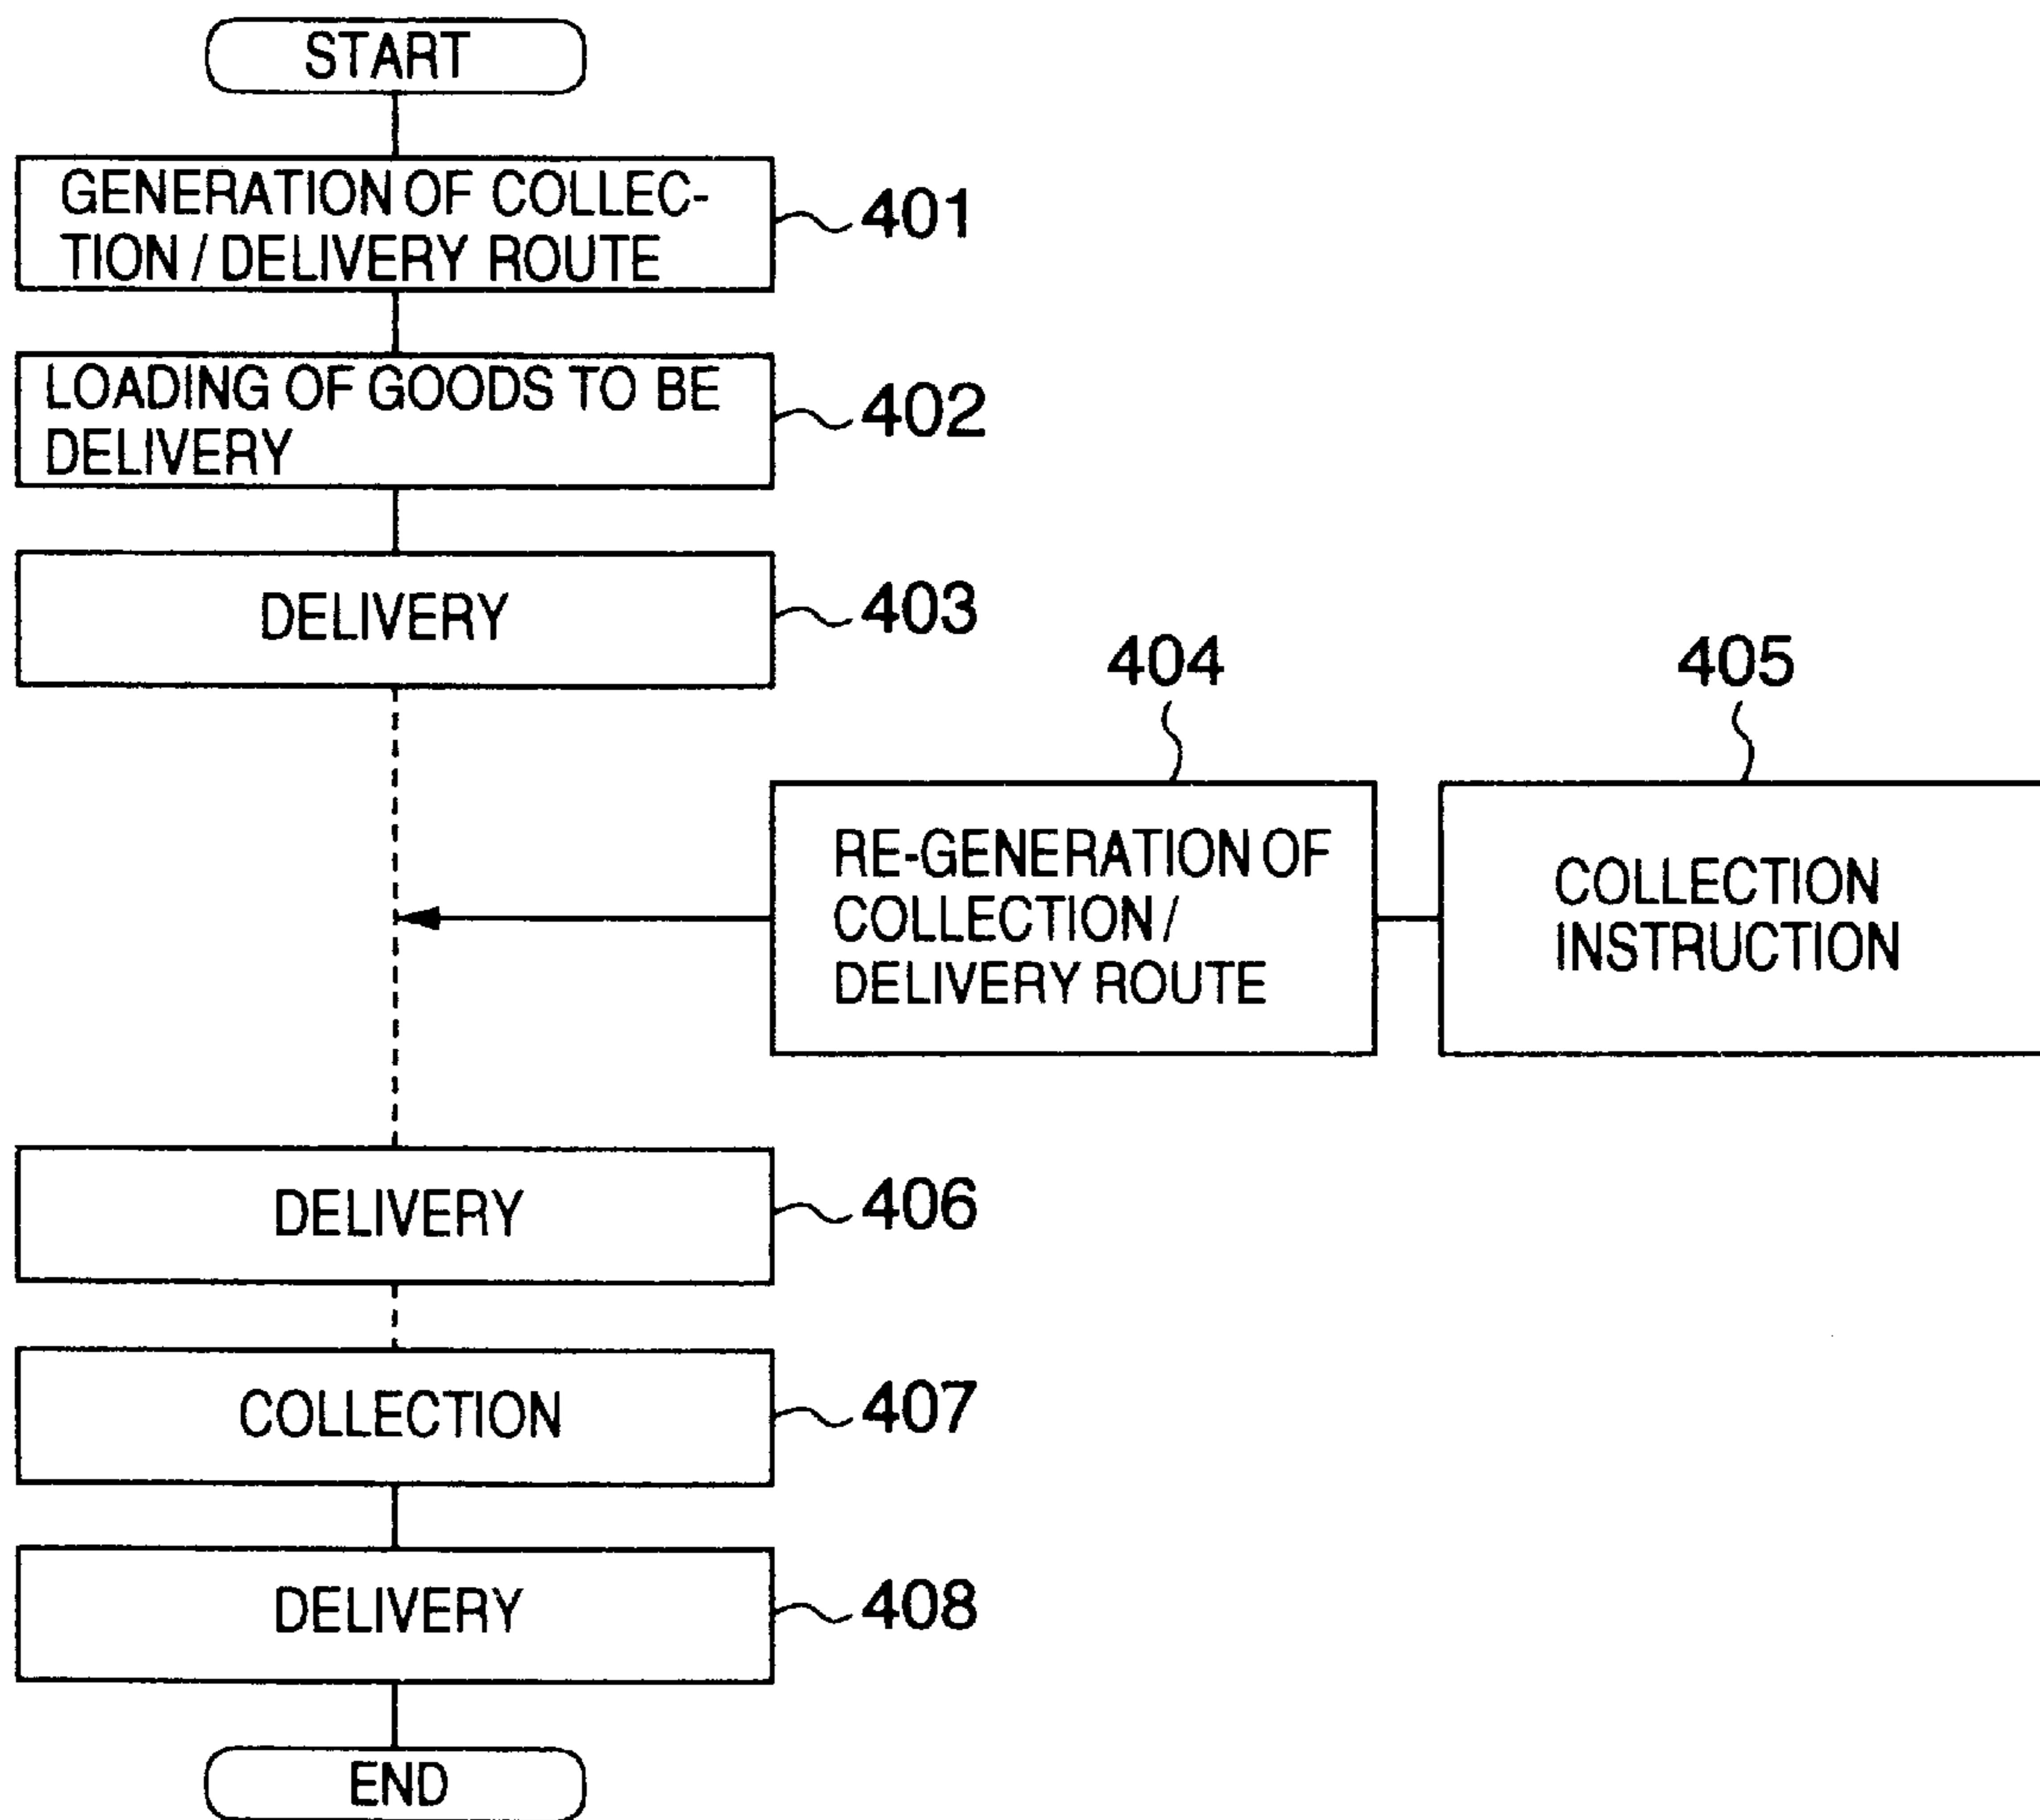 START
GENERATION OF COLLEC-
TION / DELIVERY ROUTE
401
LOADING OF GOODS TO BE
DELIVERY
402
DELIVERY
403
404
405
RE-GENERATION OF
COLLECTION /
DELIVERY ROUTE
COLLECTION
INSTRUCTION
DELIVERY
406
COLLECTION
407
DELIVERY
408
END